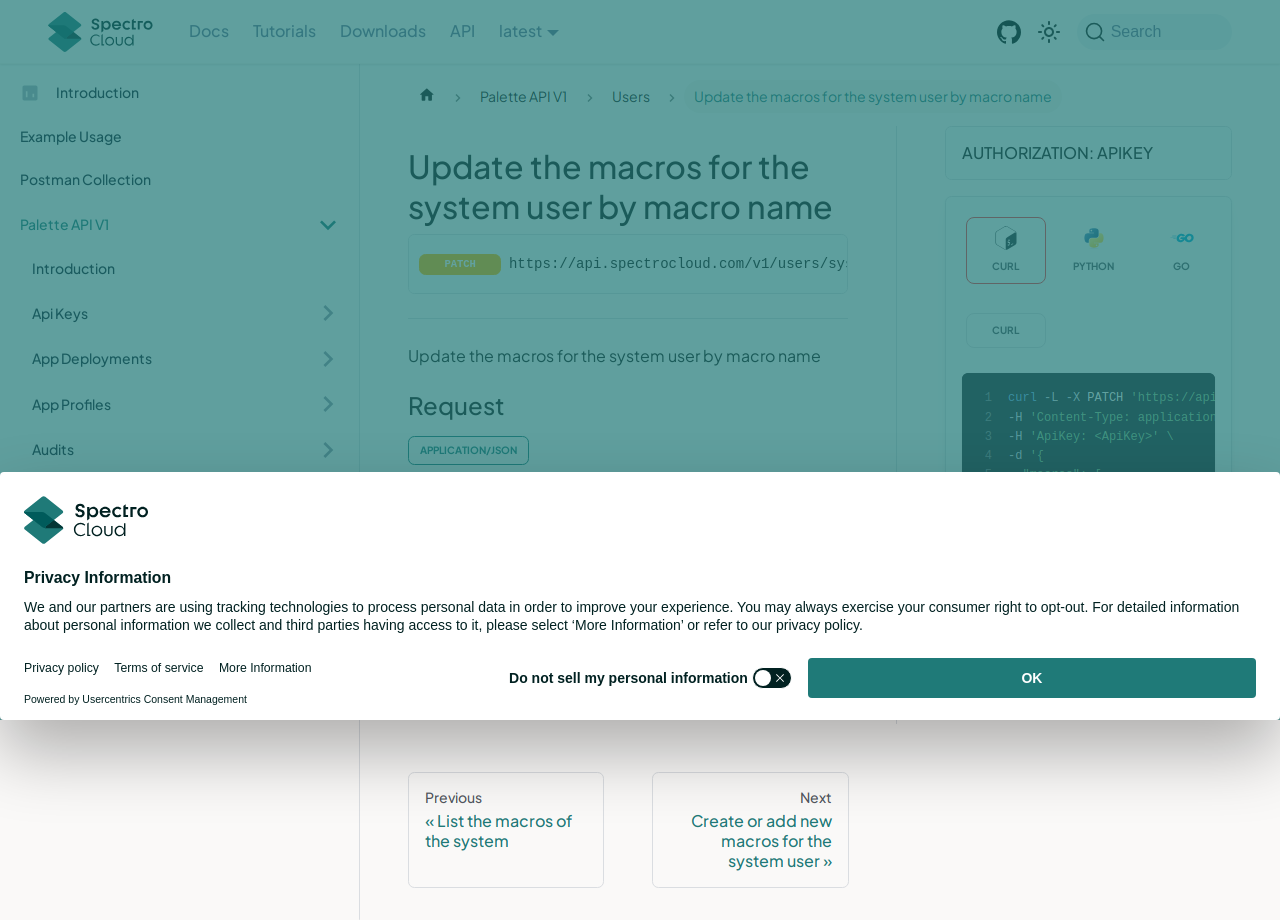 Spectro Cloud
Docs
Tutorials
Downloads
API
latest
Search
Introduction
Example Usage
Postman Collection
Palette API V1
Introduction
Api Keys
App Deployments
App Profiles
Audits
Palette API V1
Users
Update the macros for the system user by macro name
Update the macros for the
system user by macro name
PATCH https://api.spectrocloud.com/v1/users/sys
Update the macros for the system user by macro name
Request
APPLICATION/JSON
AUTHORIZATION: APIKEY
CURL
PYTHON
GO
CURL
1 curl -L -X PATCH 'https://api
2 -H 'Content-Type: application
3 -H 'ApiKey: <ApiKey>' \
4 -d '{
Spectro
Cloud
Privacy Information
We and our partners are using tracking technologies to process personal data in order to improve your experience. You may always exercise your consumer right to opt-out. For detailed information
about personal information we collect and third parties having access to it, please select ‘More Information’ or refer to our privacy policy.
Privacy policy
Terms of service
More Information
Do not sell my personal information
OK
Powered by Usercentrics Consent Management
Previous
« List the macros of
the system
Next
Create or add new
macros for the
system user »